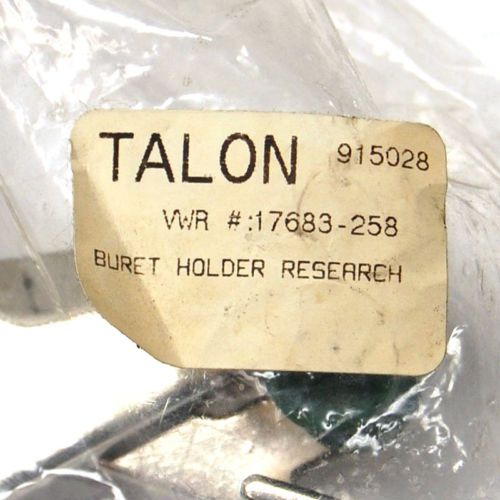 TALON 915028
VWR #:17683-258
BURET HOLDER RESEARCH